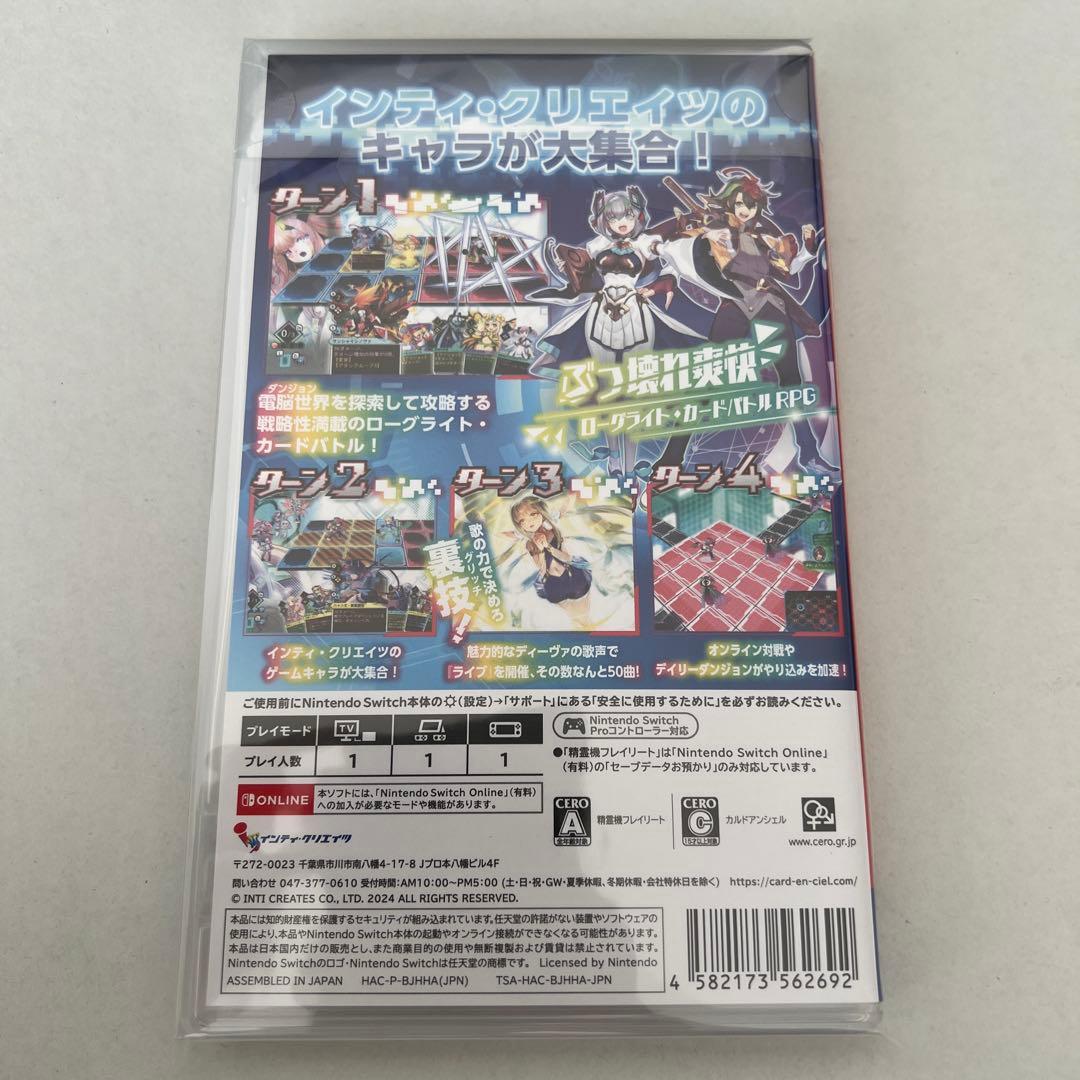 インティ・クリエイツの
キャラが大集合！
ターン1
ダンジョン
電脳世界を探索して攻略する
戦略性満載のローグライト・
カードバトル！
ぶっ壊れ爽快
ローグライト・カードバトルRPG
ターン2
インティ・クリエイツの
ゲームキャラが大集合！
ターン3
歌の力で決めろ
グリッチ
裏技！
魅力的なディーヴァの歌声で
『ライブ』を開催、その数なんと50曲！
ターン4
オンライン対戦や
デイリーダンジョンがやり込みを加速！
ご使用前にNintendo Switch本体の（設定）→「サポート」にある「安全に使用するために」を必ずお読みください。
プレイモード TV
プレイ人数 1 1 1
Nintendo Switch
Proコントローラー対応
●「精霊機フレイリート」は「Nintendo Switch Online」
（有料）の「セーブデータお預かり」のみ対応しています。
ONLINE
本ソフトには、「Nintendo Switch Online」（有料）
への加入が必要なモードや機能があります。
CERO
A
全年齢対象
精霊機フレイリート
CERO
C
15才以上対象
カルドアンシェル
www.cero.gr.jp
インティ・クリエイツ
〒272-0023 千葉県市川市南八幡4-17-8 Jプロ本八幡ビル4F
問い合わせ 047-377-0610 受付時間：AM10:00〜PM5:00 (土・日・祝・GW・夏季休暇、冬期休暇・会社特休日を除く) https://card-en-ciel.com/
© INTI CREATES CO., LTD. 2024 ALL RIGHTS RESERVED.
本品には知的財産権を保護するセキュリティが組み込まれています。任天堂の許諾がない装置やソフトウェアの
使用により、本品やNintendo Switch本体の起動やオンライン接続ができなくなる可能性があります。
本品は日本国内だけの販売とし、また商業目的の使用や無断複製および賃貸は禁止されています。
Nintendo Switchのロゴ・Nintendo Switchは任天堂の商標です。 Licensed by Nintendo
ASSEMBLED IN JAPAN HAC-P-BJHHA(JPN) TSA-HAC-BJHHA-JPN
4 582173 562692